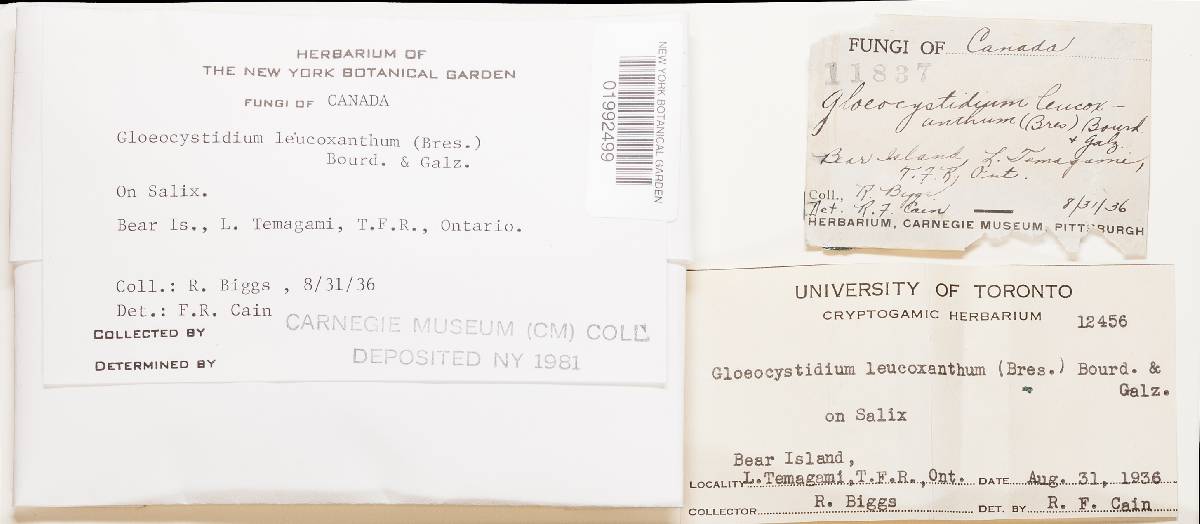 HERBARIUM OF
THE NEW YORK BOTANICAL GARDEN
FUNGI OF CANADA
Gloeocystidium leucoxanthum (Bres.)
Bourd. & Galz.
On Salix.
Bear Is., L. Temagami, T.F.R., Ontario.
Coll.: R. Biggs , 8/31/36
Det.: F.R. Cain
COLLECTED BY
DETERMINED BY
CARNEGIE MUSEUM (CM) COLL
DEPOSITED NY 1981
NEW YORK BOTANICAL GARDEN
01992499
FUNGI OF Canada
11837
Gloeocystidium leucox-
anthum (Bres) Bourd
& Galz.
Bear Island, L. Temagami,
T.F.R, Ont.
Coll., R. Biggs
Det. R. F. Cain 8/31/36
HERBARIUM, CARNEGIE MUSEUM, PITTSBURGH
UNIVERSITY OF TORONTO
CRYPTOGAMIC HERBARIUM 12456
Gloeocystidium leucoxanthum (Bres.) Bourd. &
Galz.
on Salix
Bear Island,
LOCALITY L. Temagami, T.F.R., Ont. DATE Aug. 31, 1936
COLLECTOR R. Biggs DET. BY R. F. Cain